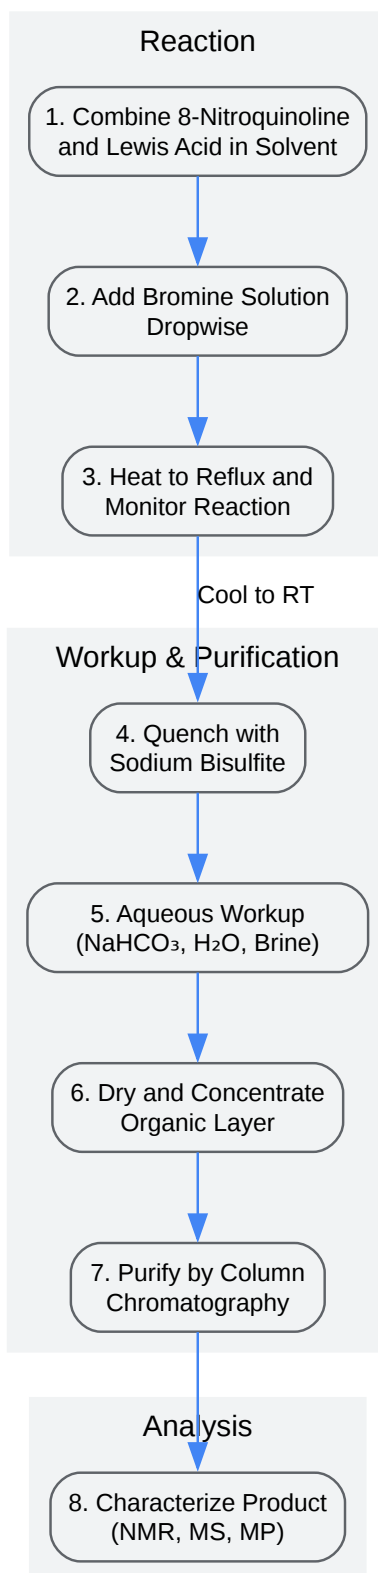 Reaction
1. Combine 8-Nitroquinoline
and Lewis Acid in Solvent
2. Add Bromine Solution
Dropwise
3. Heat to Reflux and
Monitor Reaction
Cool to RT
Workup & Purification
4. Quench with
Sodium Bisulfite
5. Aqueous Workup
(NaHCO₃, H₂O, Brine)
6. Dry and Concentrate
Organic Layer
7. Purify by Column
Chromatography
Analysis
8. Characterize Product
(NMR, MS, MP)